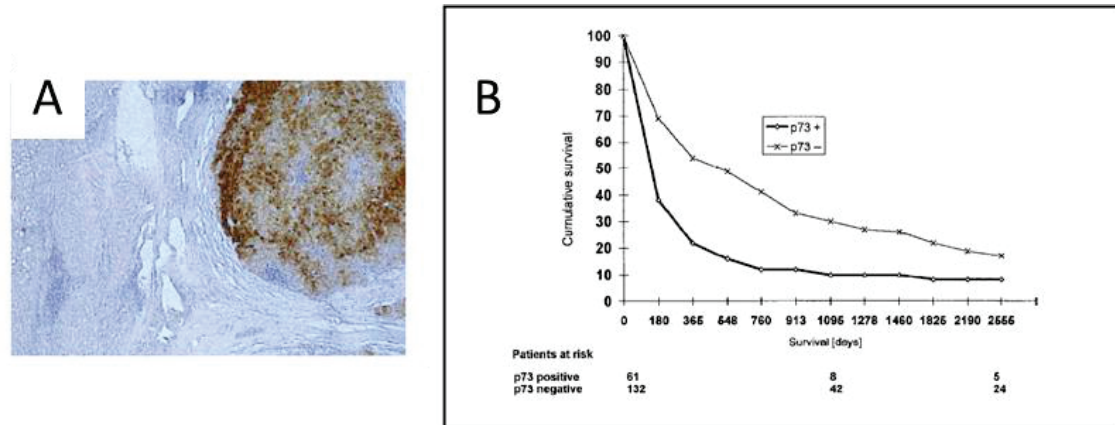 A
B
100
90
80
70
60
50
40
30
20
10
0
Cumulative survival
p73 +
p73 –
0 180 365 548 760 913 1095 1278 1460 1825 2190 2555
Survival [days]
Patients at risk
p73 positive 61 8 5
p73 negative 132 42 24